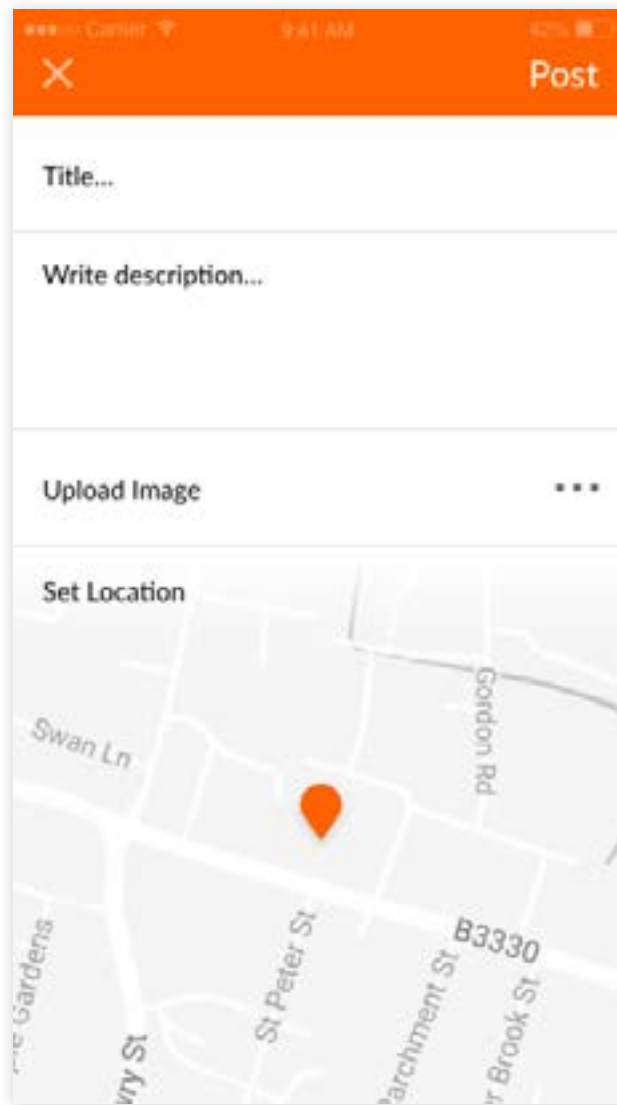 Carrier 9:41 AM 42%
Post
Title...
Write description...
Upload Image
Set Location
Gordon Rd
Swan Ln
B3330
St Peter St
Gardens
Parchment St
Brook St
St